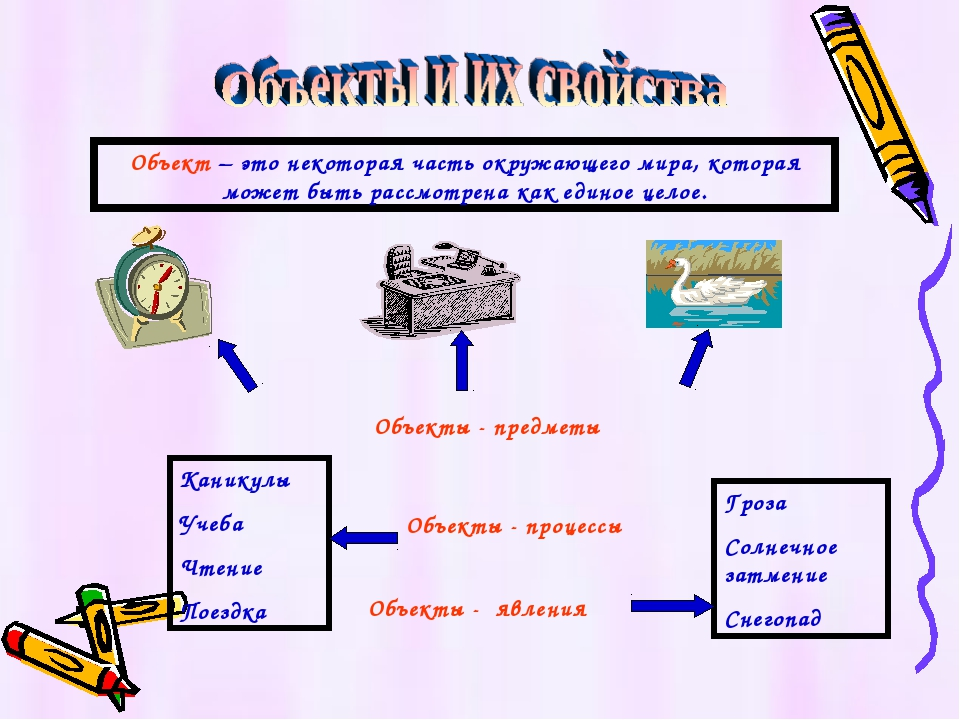 Объекты и их свойства
Объект – это некоторая часть окружающего мира, которая
может быть рассмотрена как единое целое.
Объекты - предметы
Каникулы
Учеба
Чтение
Поездка
Объекты - процессы
Объекты - явления
Гроза
Солнечное
затмение
Снегопад